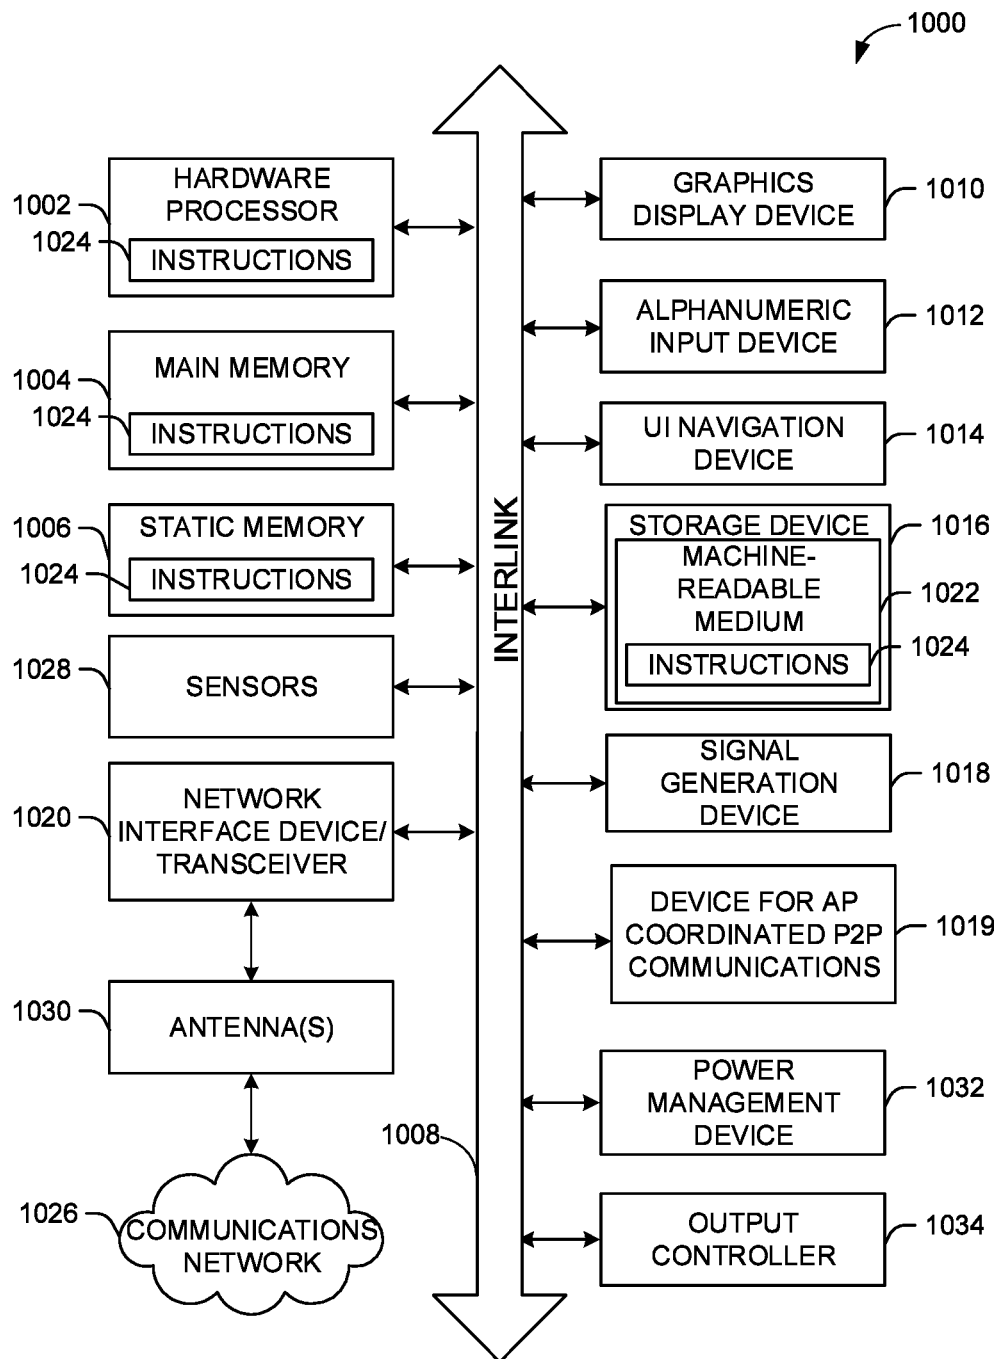 1000
HARDWARE
PROCESSOR
1002
1024
INSTRUCTIONS
MAIN MEMORY
1004
1024
INSTRUCTIONS
STATIC MEMORY
1006
1024
INSTRUCTIONS
SENSORS
1028
NETWORK
INTERFACE DEVICE/
TRANSCEIVER
1020
ANTENNA(S)
1030
COMMUNICATIONS
NETWORK
1026
INTERLINK
1008
GRAPHICS
DISPLAY DEVICE
1010
ALPHANUMERIC
INPUT DEVICE
1012
UI NAVIGATION
DEVICE
1014
STORAGE DEVICE
1016
MACHINE-
READABLE
MEDIUM
1022
INSTRUCTIONS
1024
SIGNAL
GENERATION
DEVICE
1018
DEVICE FOR AP
COORDINATED P2P
COMMUNICATIONS
1019
POWER
MANAGEMENT
DEVICE
1032
OUTPUT
CONTROLLER
1034